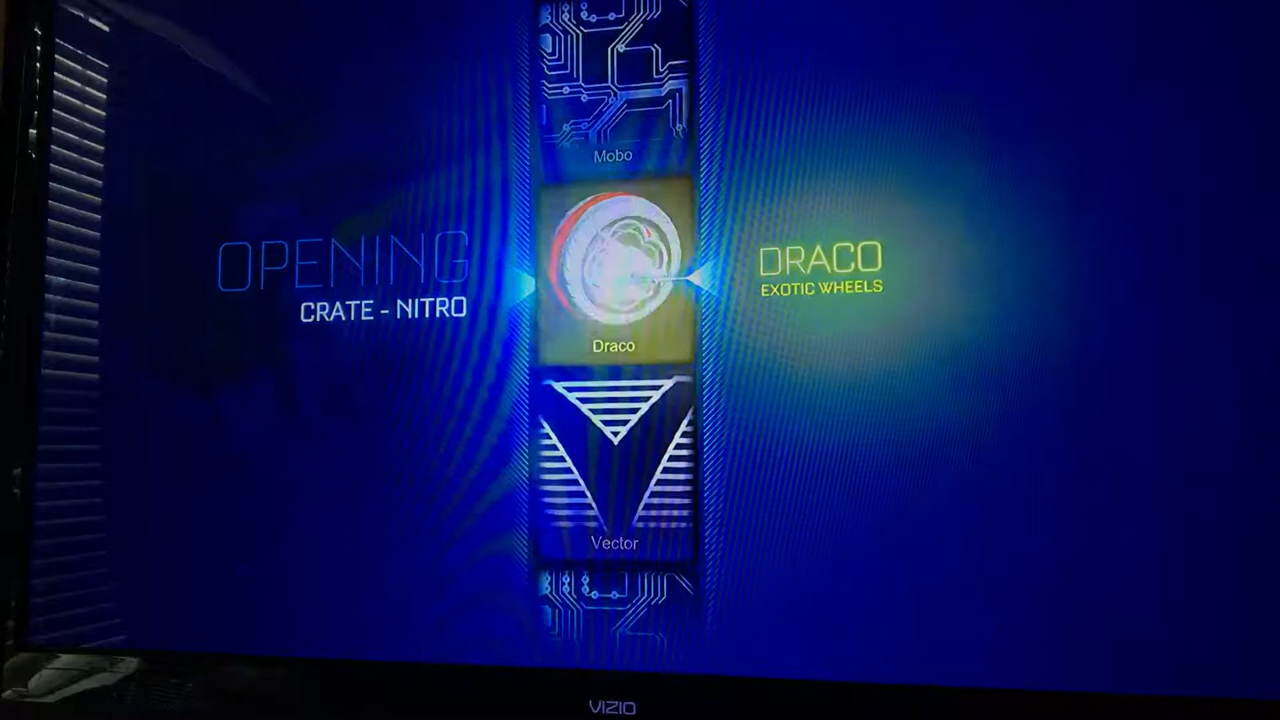 Mobo
OPENING
CRATE - NITRO
DRACO
EXOTIC WHEELS
Draco
Vector
VIZIO